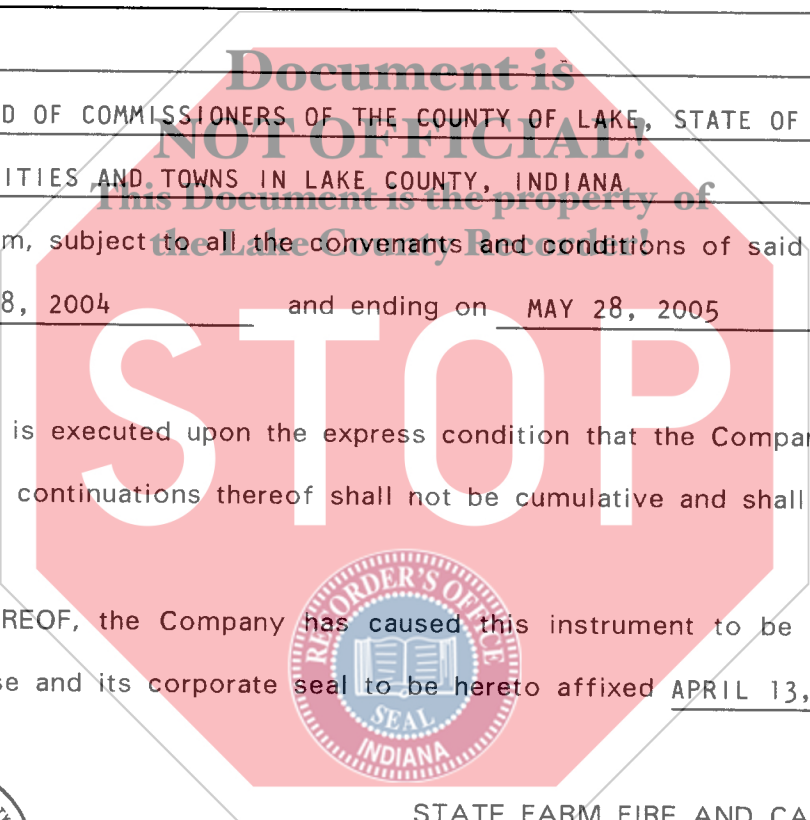 Document is
D OF COMMISSIONERS OF THE COUNTY OF LAKE, STATE OF
NOT OFFICIAL!
ITIES AND TOWNS IN LAKE COUNTY, INDIANA
This Document is the property of
m, subject to all the convenants and conditions of said
the Lake County Recorder!
8, 2004 and ending on MAY 28, 2005
STOP
is executed upon the express condition that the Compan
continuations thereof shall not be cumulative and shall
REOF, the Company has caused this instrument to be
se and its corporate seal to be hereto affixed APRIL 13,
RECORDER'S OFFICE
SEAL
INDIANA
STATE FARM FIRE AND CA